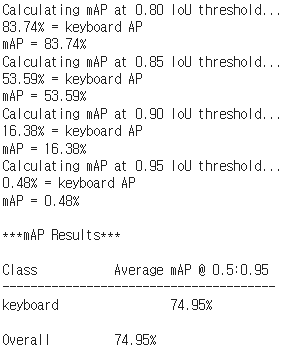 Calculating mAP at 0.80 IoU threshold...
83.74% = keyboard AP
mAP = 83.74%
Calculating mAP at 0.85 IoU threshold...
53.59% = keyboard AP
mAP = 53.59%
Calculating mAP at 0.90 IoU threshold...
16.38% = keyboard AP
mAP = 16.38%
Calculating mAP at 0.95 IoU threshold...
0.48% = keyboard AP
mAP = 0.48%
***mAP Results***
Class Average mAP @ 0.5:0.95
---------------------------------------
keyboard 74.95%
Overall 74.95%